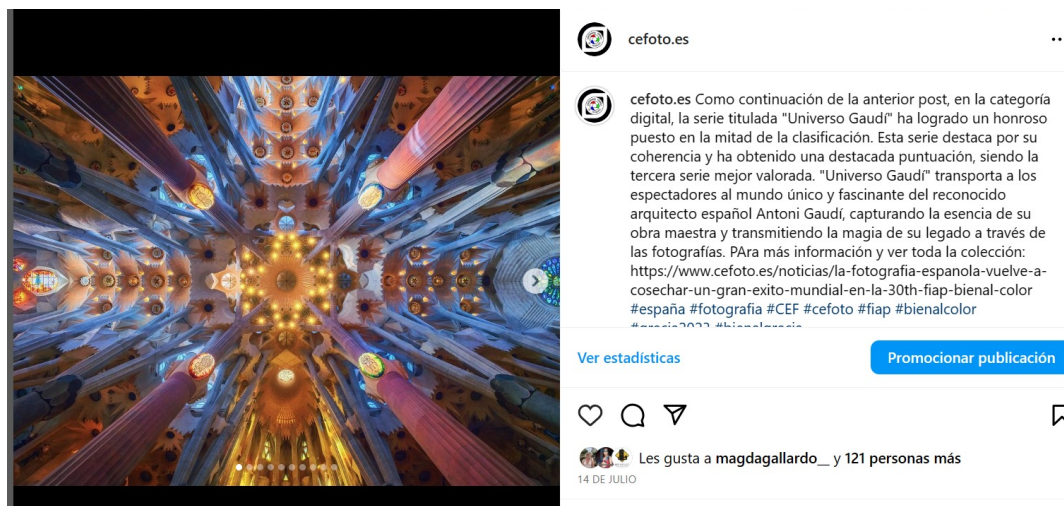 cefoto.es
cefoto.es Como continuación de la anterior post, en la categoría
digital, la serie titulada "Universo Gaudí" ha logrado un honroso
puesto en la mitad de la clasificación. Esta serie destaca por su
coherencia y ha obtenido una destacada puntuación, siendo la
tercera serie mejor valorada. "Universo Gaudí" transporta a los
espectadores al mundo único y fascinante del reconocido
arquitecto español Antoni Gaudí, capturando la esencia de su
obra maestra y transmitiendo la magia de su legado a través de
las fotografías. PAra más información y ver toda la colección:
https://www.cefoto.es/noticias/la-fotografia-espanola-vuelve-a-
cosechar-un-gran-exito-mundial-en-la-30th-fiap-bienal-color
#españa #fotografia #CEF #cefoto #fiap #bienalcolor
Ver estadísticas
Promocionar publicación
Les gusta a magdagallardo__ y 121 personas más
14 DE JULIO